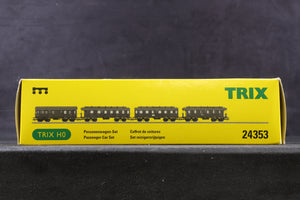 TRIX
TRIX H0
Personenwagen-Set
Passenger Car Set
Coffret de voitures
Set reizigersrijtuigen
24353